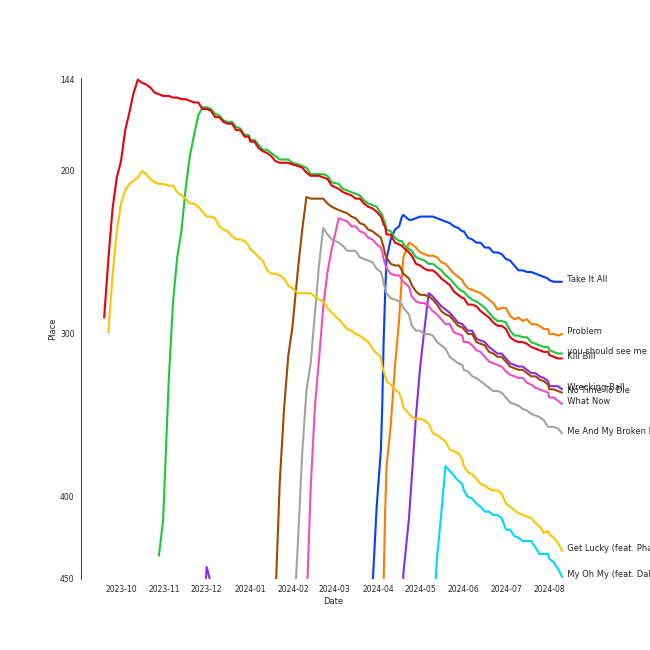 144
200
300
400
450
Place
2023-10
2023-11
2023-12
2024-01
2024-02
2024-03
2024-04
2024-05
2024-06
2024-07
2024-08
Date
Take It All
Problem
you should see me
Kill Bill
Wrecking Ball
No Time To Die
What Now
Me And My Broken
Get Lucky (feat. Pha
My Oh My (feat. Dal